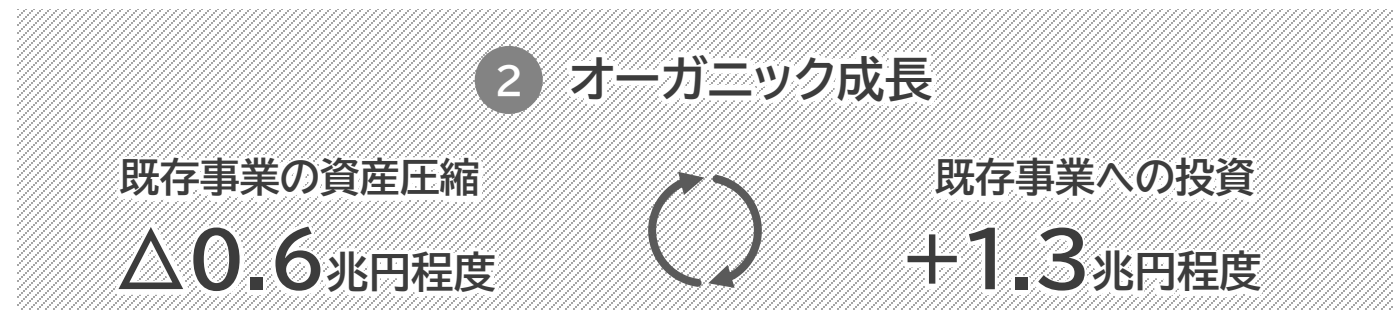 2 オーガニック成長
既存事業の資産圧縮
△0.6兆円程度
既存事業への投資
+1.3兆円程度